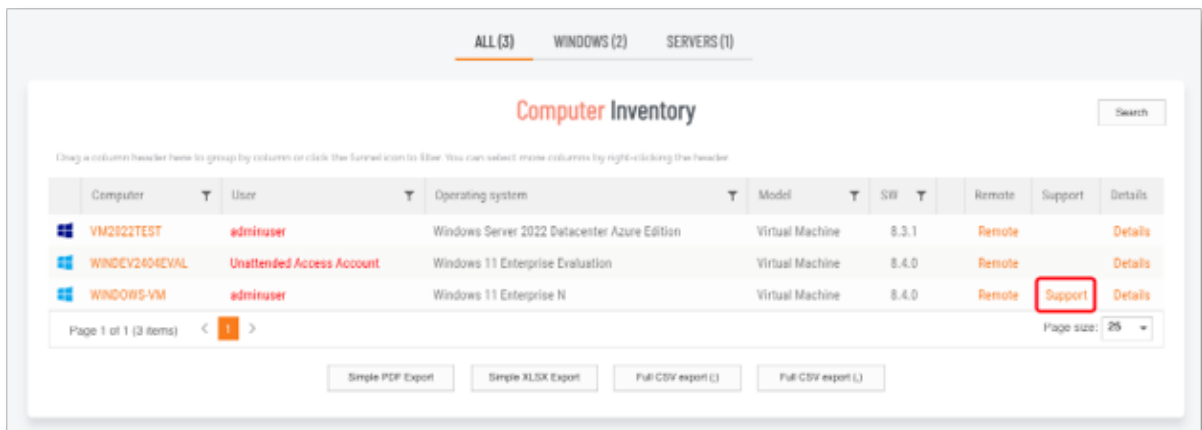 ALL (3) WINDOWS (2) SERVERS (1)
Computer Inventory
Search
Drag a column header here to group by column or click the funnel icon to filter. You can select more columns by right-clicking the header.
Computer User Operating system Model SW Remote Support Details
VM2022TEST adminuser Windows Server 2022 Datacenter Azure Edition Virtual Machine 8.3.1 Remote Details
WINDEV2404EVAL Unattended Access Account Windows 11 Enterprise Evaluation Virtual Machine 8.4.0 Remote Details
WINDOWS-VM adminuser Windows 11 Enterprise N Virtual Machine 8.4.0 Remote Support Details
Page 1 of 1 (3 items) < 1 > Page size: 25
Simple PDF Export Simple XLSX Export Full CSV export (;) Full CSV export (,)